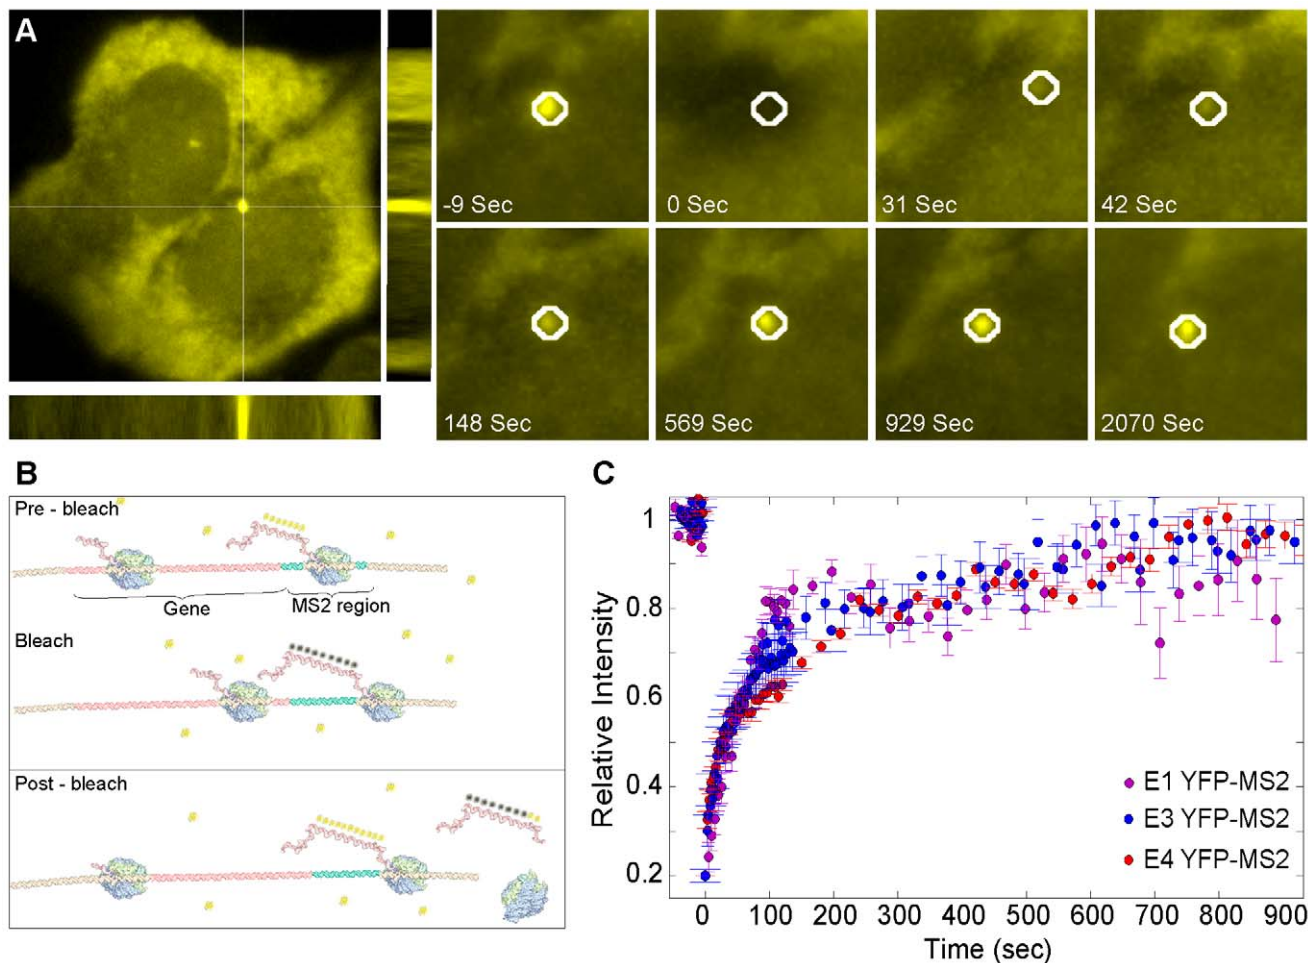 A
-9 Sec
0 Sec
31 Sec
42 Sec
148 Sec
569 Sec
929 Sec
2070 Sec
B
Pre - bleach
Gene
MS2 region
Bleach
Post - bleach
C
Relative Intensity
1
0.8
0.6
0.4
0.2
E1 YFP-MS2
E3 YFP-MS2
E4 YFP-MS2
0 100 200 300 400 500 600 700 800 900
Time (sec)